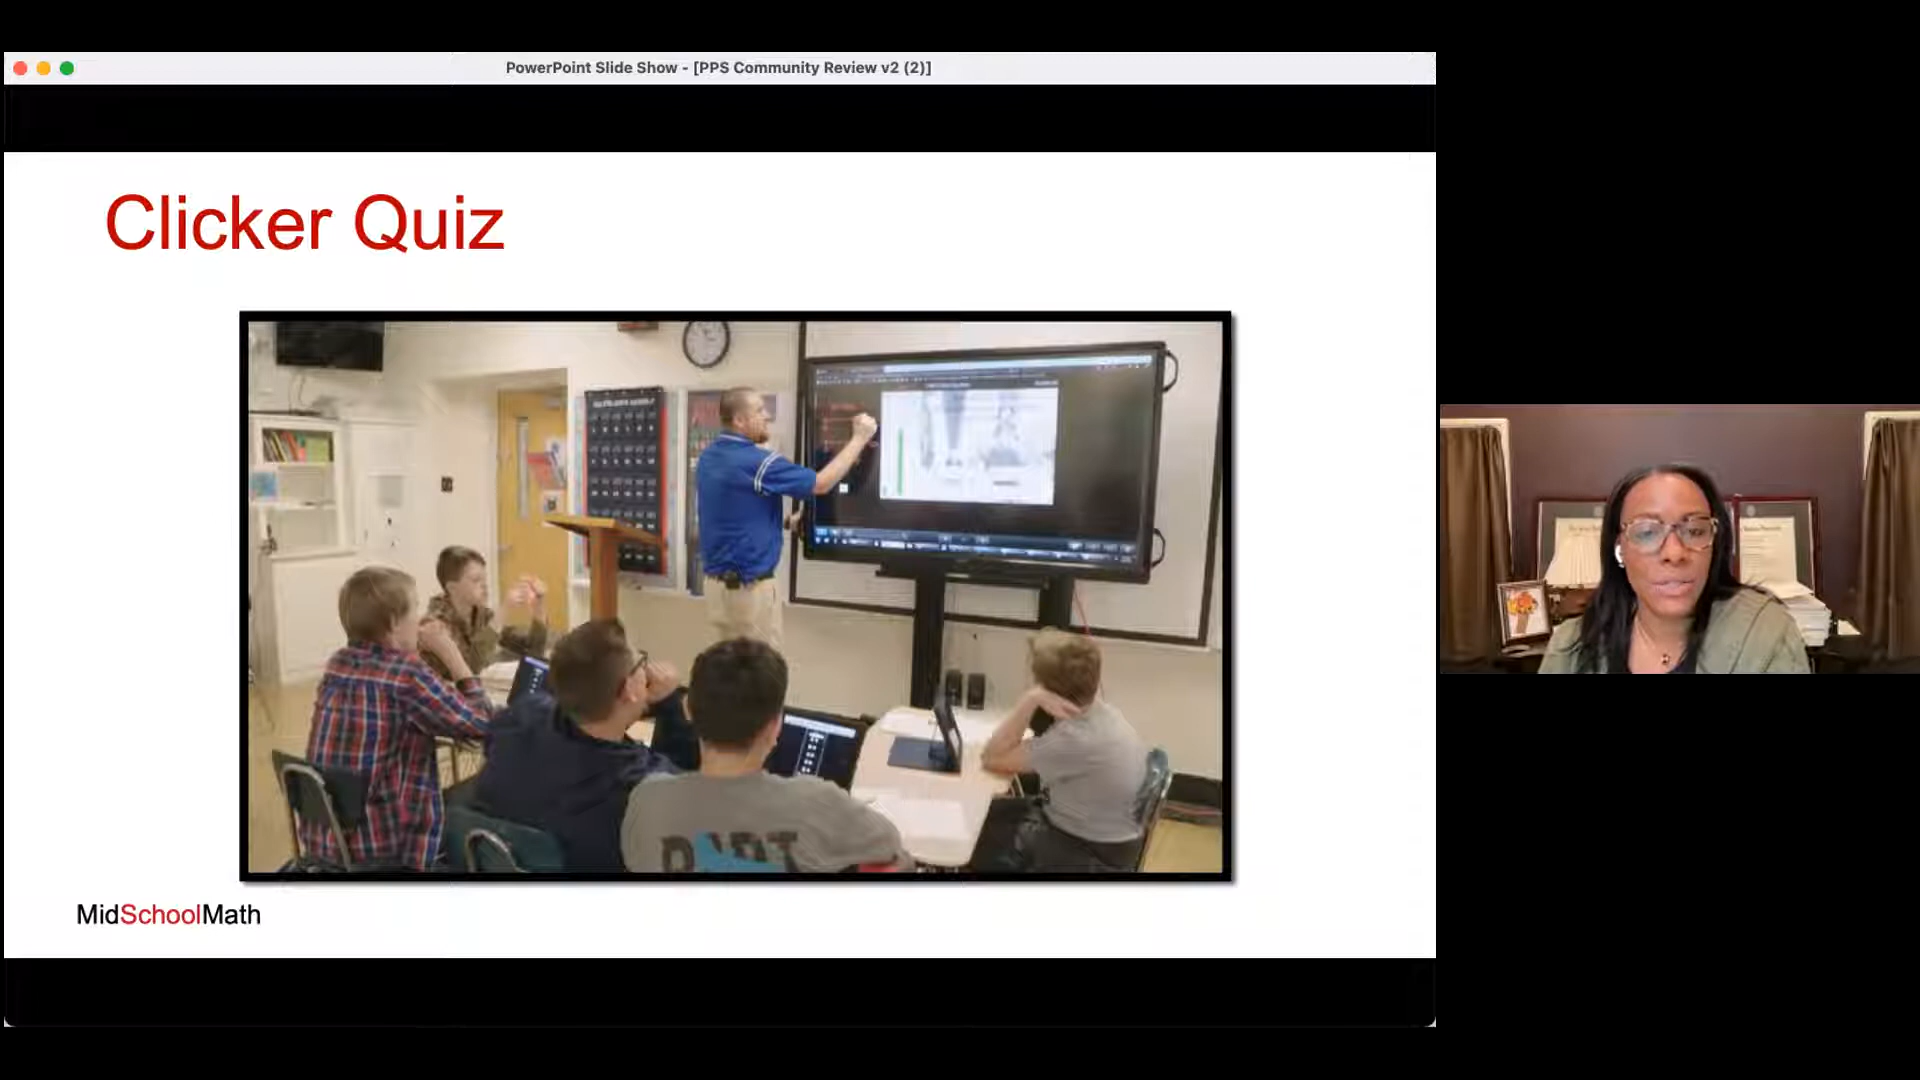 PowerPoint Slide Show - [PPS Community Review v2 (2)]
Clicker Quiz
MidSchoolMath